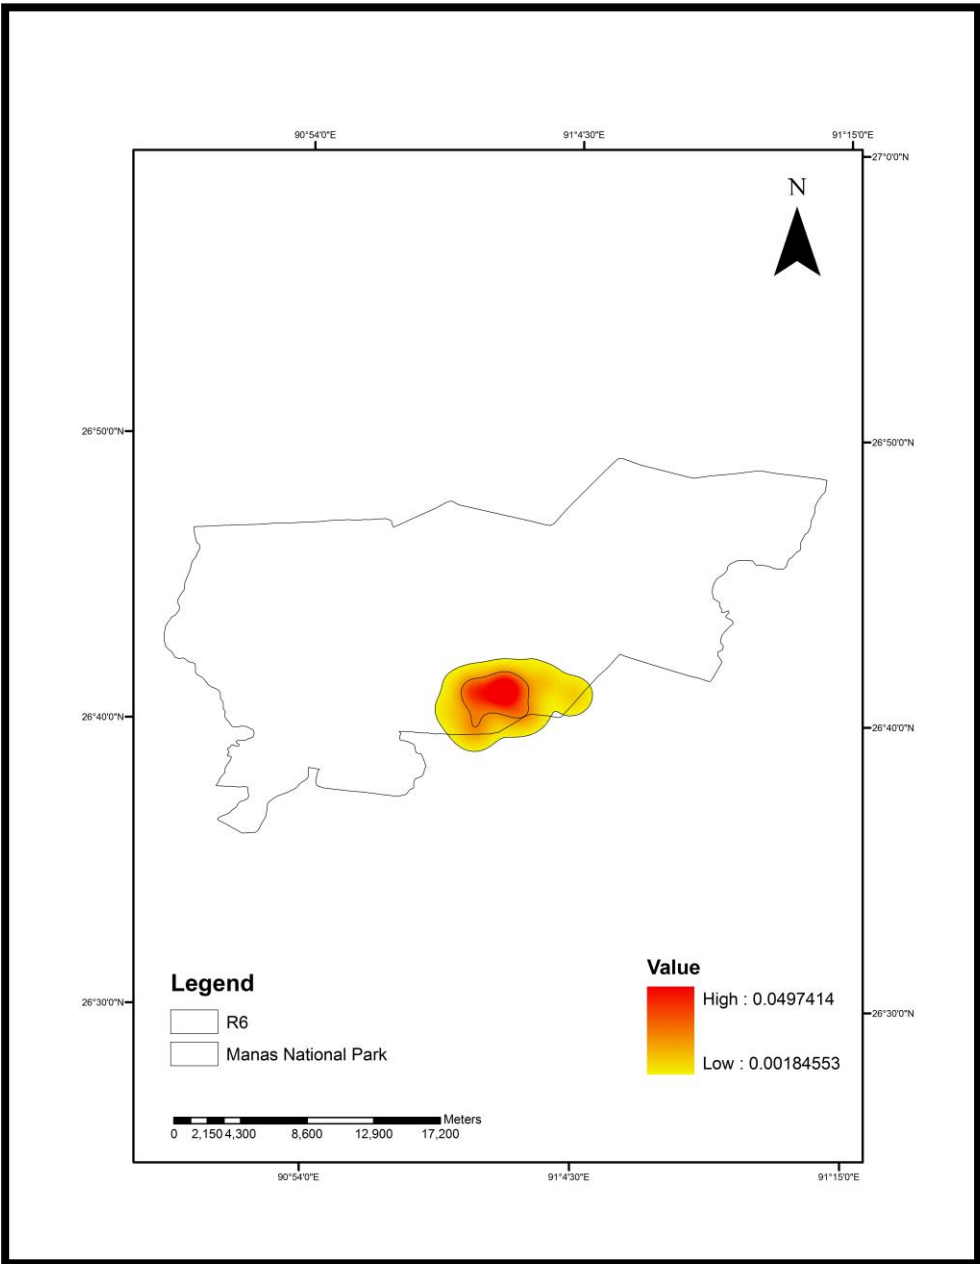 90°54'0"E 91°4'30"E 91°15'0"E
27°0'0"N
N
26°50'0"N 26°50'0"N
26°40'0"N 26°40'0"N
Legend
R6
Manas National Park
Value
High : 0.0497414
Low : 0.00184553
26°30'0"N 26°30'0"N
Meters
0 2,150 4,300 8,600 12,900 17,200
90°54'0"E 91°4'30"E 91°15'0"E